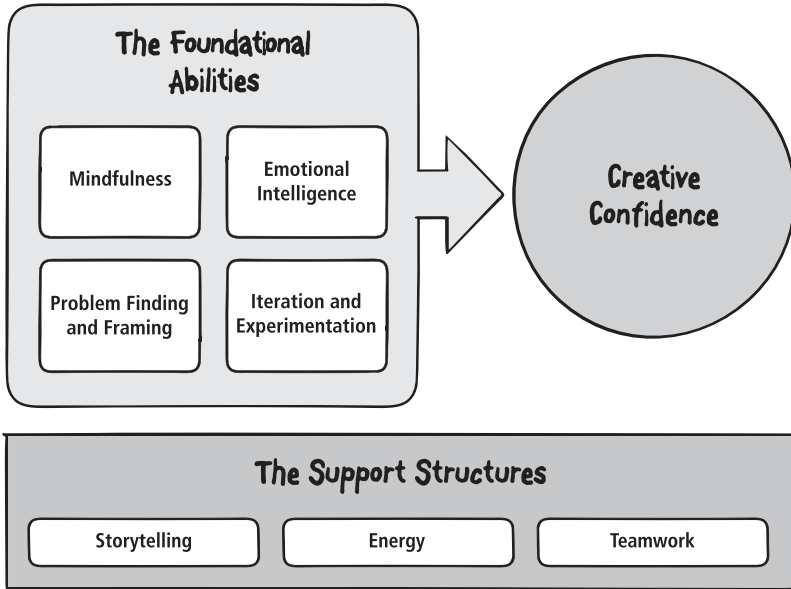 The Foundational
Abilities
Mindfulness
Emotional
Intelligence
Problem Finding
and Framing
Iteration and
Experimentation
Creative
Confidence
The Support Structures
Storytelling
Energy
Teamwork